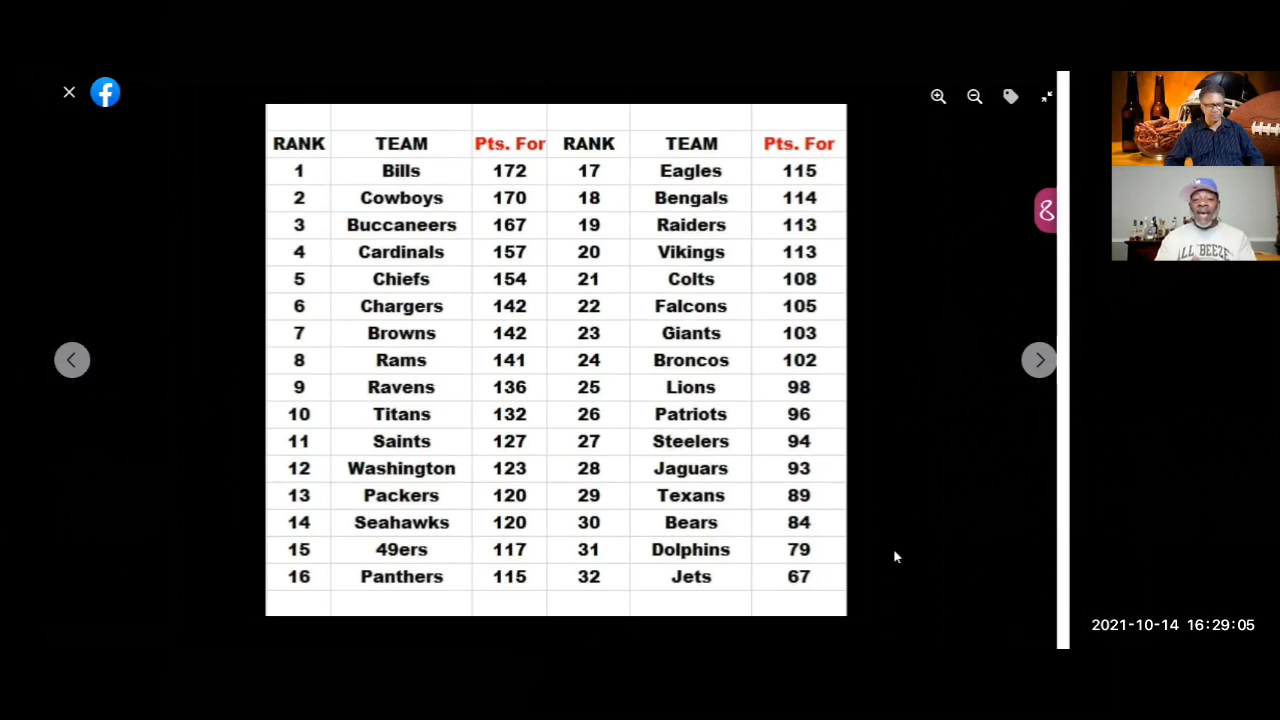 RANK TEAM Pts. For RANK TEAM Pts. For
1 Bills 172 17 Eagles 115
2 Cowboys 170 18 Bengals 114
3 Buccaneers 167 19 Raiders 113
4 Cardinals 157 20 Vikings 113
5 Chiefs 154 21 Colts 108
6 Chargers 142 22 Falcons 105
7 Browns 142 23 Giants 103
8 Rams 141 24 Broncos 102
9 Ravens 136 25 Lions 98
10 Titans 132 26 Patriots 96
11 Saints 127 27 Steelers 94
12 Washington 123 28 Jaguars 93
13 Packers 120 29 Texans 89
14 Seahawks 120 30 Bears 84
15 49ers 117 31 Dolphins 79
16 Panthers 115 32 Jets 67
2021-10-14 16:29:05